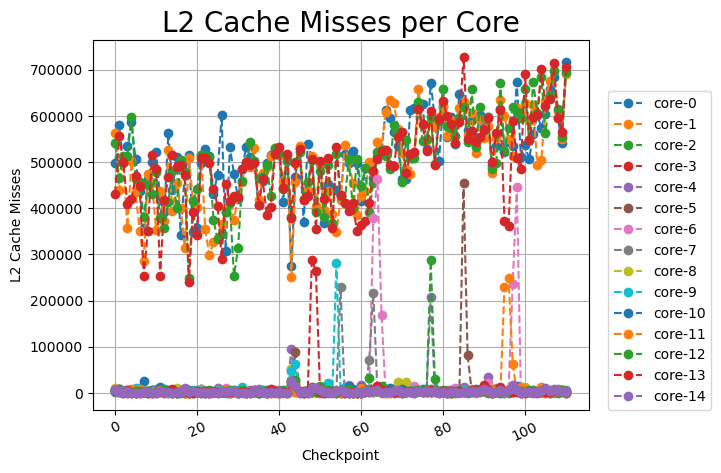 L2 Cache Misses per Core
700000
600000
500000
400000
300000
200000
100000
0
L2 Cache Misses
0
20
40
60
80
100
Checkpoint
core-0
core-1
core-2
core-3
core-4
core-5
core-6
core-7
core-8
core-9
core-10
core-11
core-12
core-13
core-14